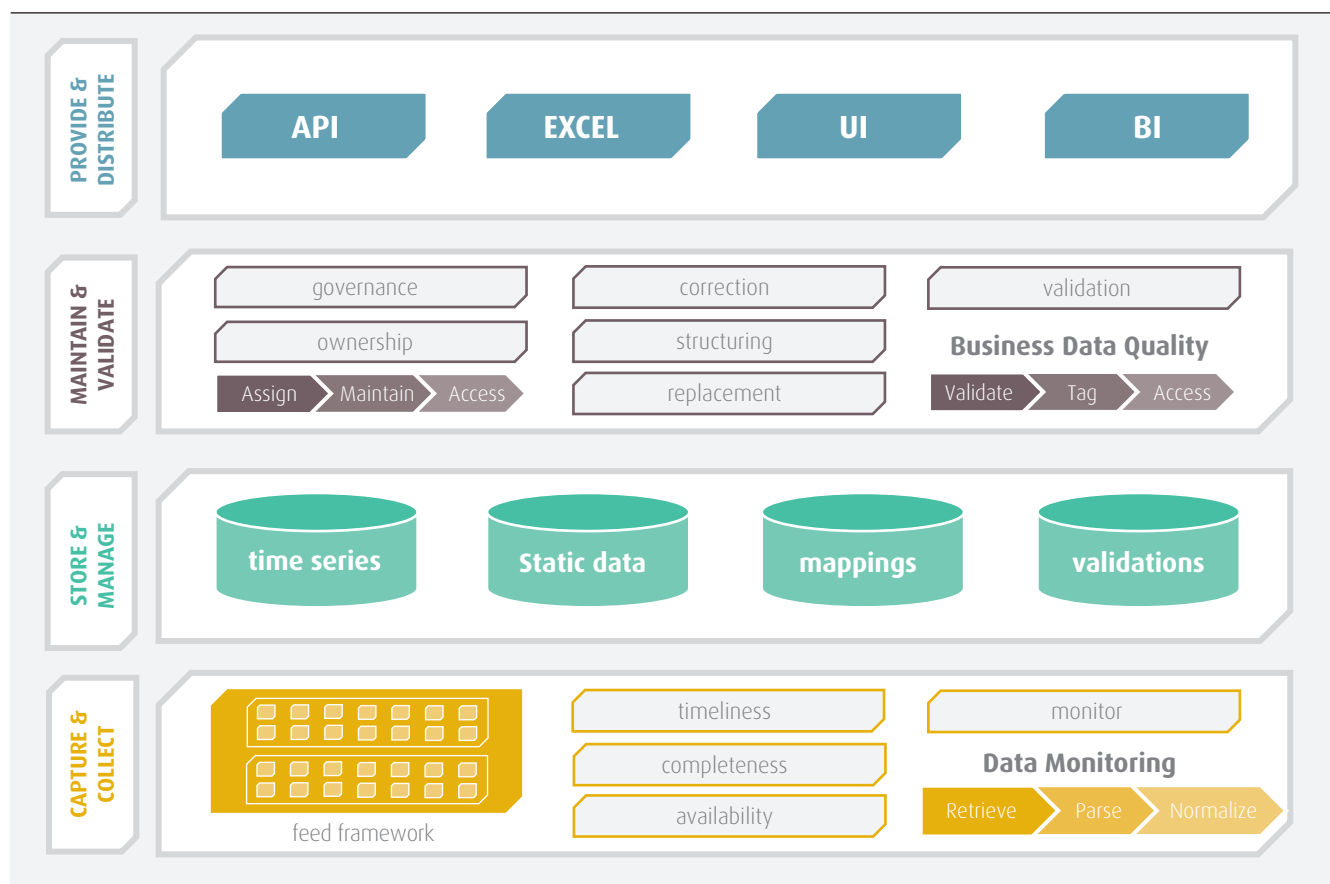 PROVIDE &
DISTRIBUTE
API
EXCEL
UI
BI
MAINTAIN &
VALIDATE
governance
ownership
Assign
Maintain
Access
correction
structuring
replacement
validation
Business Data Quality
Validate
Tag
Access
STORE &
MANAGE
time series
Static data
mappings
validations
CAPTURE &
COLLECT
feed framework
timeliness
completeness
availability
monitor
Data Monitoring
Retrieve
Parse
Normalize